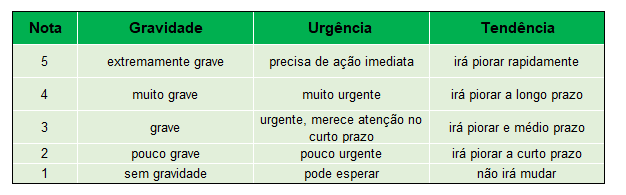 Nota Gravidade Urgência Tendência
5 extremamente grave precisa de ação imediata irá piorar rapidamente
4 muito grave muito urgente irá piorar a longo prazo
3 grave urgente, merece atenção no curto prazo irá piorar e médio prazo
2 pouco grave pouco urgente irá piorar a curto prazo
1 sem gravidade pode esperar não irá mudar